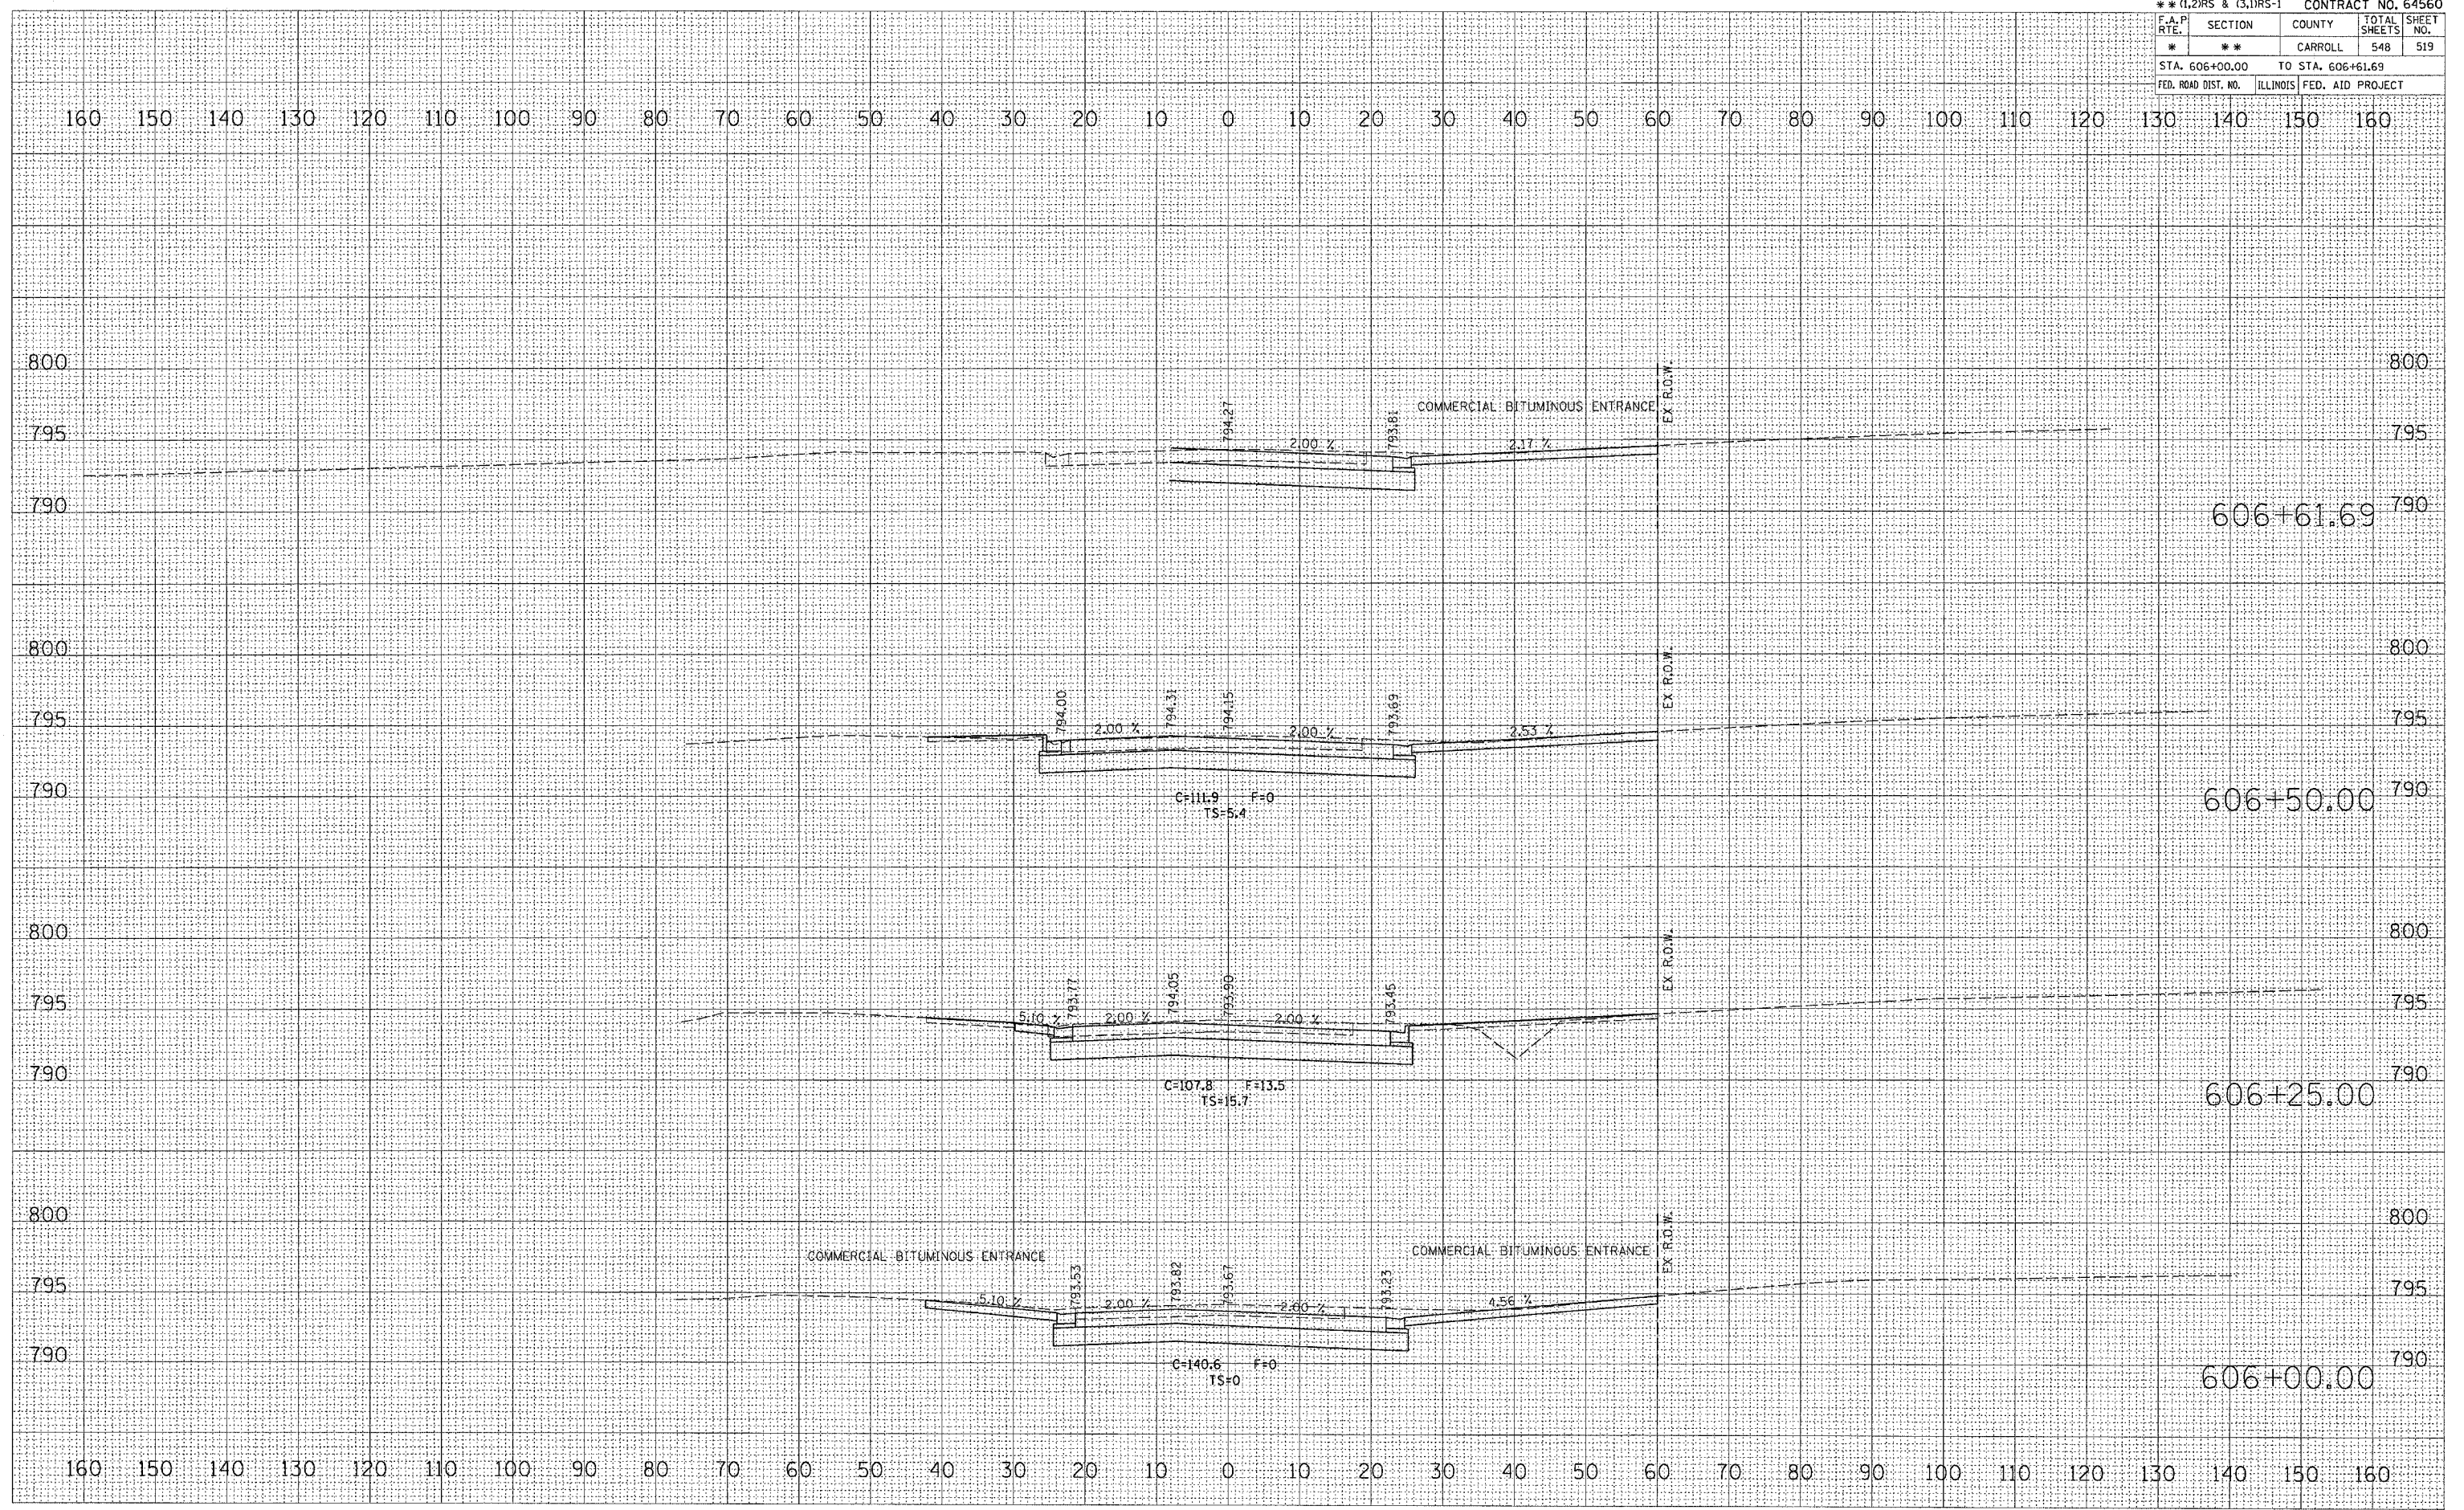 ** (1,2)RS & (3,1)RS-1 CONTRACT NO. 64560
F.A.P. RTE. SECTION COUNTY TOTAL SHEETS SHEET NO.
* ** CARROLL 548 519
STA. 606+00.00 TO STA. 606+61.69
FED. ROAD DIST. NO. ILLINOIS FED. AID PROJECT
160 150 140 130 120 110 100 90 80 70 60 50 40 30 20 10 0 10 20 30 40 50 60 70 80 90 100 110 120 130 140 150 160
800 EX R.O.W. 800
794.27 793.81 COMMERCIAL BITUMINOUS ENTRANCE
795 2.00 % 2.17 % 795
790 790
606+61.69
800 EX R.O.W. 800
794.00 794.31 794.15 793.69
795 2.00 % 2.00 % 2.53 % 795
790 790
C=111.9 F=0 606+50.00
TS=5.4
800 EX R.O.W. 800
793.77 794.05 793.90 793.45
795 795
5.10 % 2.00 % 2.00 %
790 790
C=107.8 F=13.5 606+25.00
TS=15.7
800 EX R.O.W. 800
COMMERCIAL BITUMINOUS ENTRANCE COMMERCIAL BITUMINOUS ENTRANCE
793.53 793.82 793.67 793.23
795 795
5.10 % 2.00 % 2.00 % 4.56 %
790 790
C=140.6 F=0 606+00.00
TS=0
160 150 140 130 120 110 100 90 80 70 60 50 40 30 20 10 0 10 20 30 40 50 60 70 80 90 100 110 120 130 140 150 160